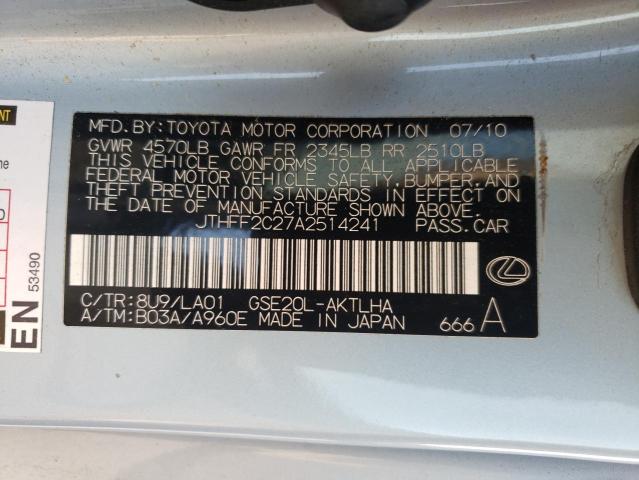 MFD. BY: TOYOTA MOTOR CORPORATION 07/10
GVWR 4570LB GAWR FR 2345LB RR 2510LB
THIS VEHICLE CONFORMS TO ALL APPLICABLE
FEDERAL MOTOR VEHICLE SAFETY, BUMPER, AND
THEFT PREVENTION STANDARDS IN EFFECT ON
THE DATE OF MANUFACTURE SHOWN ABOVE.
JTHFF2C27A2514241 PASS. CAR
C/TR: 8U9/LA01 GSE20L-AKTLHA
A/TM: B03A/A960E MADE IN JAPAN 666 A
EN
53490